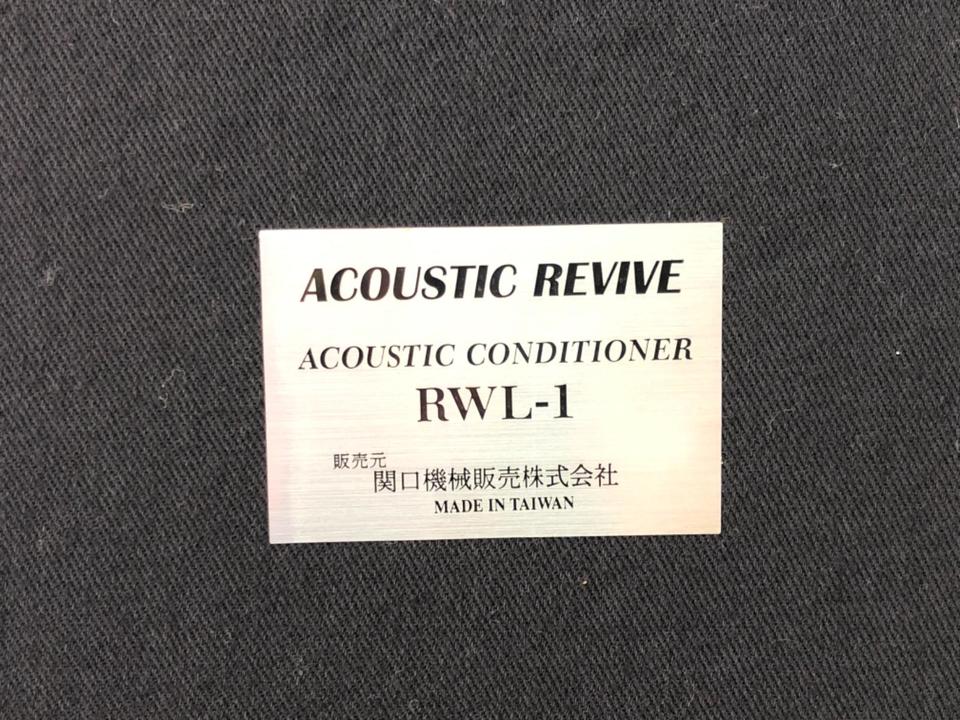 ACOUSTIC REVIVE
ACOUSTIC CONDITIONER
RWL-1
販売元
関口機械販売株式会社
MADE IN TAIWAN